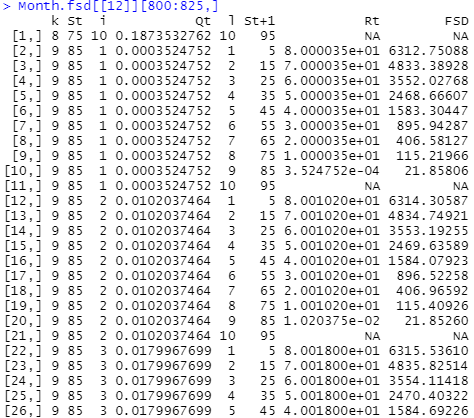 > Month.fsd[[12]][800:825,]
k St i Qt l St+1 Rt FSD
[1,] 8 75 10 0.1873532762 10 95 NA NA
[2,] 9 85 1 0.0003524752 1 5 8.000035e+01 6312.75088
[3,] 9 85 1 0.0003524752 2 15 7.000035e+01 4833.38928
[4,] 9 85 1 0.0003524752 3 25 6.000035e+01 3552.02768
[5,] 9 85 1 0.0003524752 4 35 5.000035e+01 2468.66607
[6,] 9 85 1 0.0003524752 5 45 4.000035e+01 1583.30447
[7,] 9 85 1 0.0003524752 6 55 3.000035e+01 895.94287
[8,] 9 85 1 0.0003524752 7 65 2.000035e+01 406.58127
[9,] 9 85 1 0.0003524752 8 75 1.000035e+01 115.21966
[10,] 9 85 1 0.0003524752 9 85 3.524752e-04 21.85806
[11,] 9 85 1 0.0003524752 10 95 NA NA
[12,] 9 85 2 0.0102037464 1 5 8.001020e+01 6314.30587
[13,] 9 85 2 0.0102037464 2 15 7.001020e+01 4834.74921
[14,] 9 85 2 0.0102037464 3 25 6.001020e+01 3553.19255
[15,] 9 85 2 0.0102037464 4 35 5.001020e+01 2469.63589
[16,] 9 85 2 0.0102037464 5 45 4.001020e+01 1584.07923
[17,] 9 85 2 0.0102037464 6 55 3.001020e+01 896.52258
[18,] 9 85 2 0.0102037464 7 65 2.001020e+01 406.96592
[19,] 9 85 2 0.0102037464 8 75 1.001020e+01 115.40926
[20,] 9 85 2 0.0102037464 9 85 1.020375e-02 21.85260
[21,] 9 85 2 0.0102037464 10 95 NA NA
[22,] 9 85 3 0.0179967699 1 5 8.001800e+01 6315.53610
[23,] 9 85 3 0.0179967699 2 15 7.001800e+01 4835.82514
[24,] 9 85 3 0.0179967699 3 25 6.001800e+01 3554.11418
[25,] 9 85 3 0.0179967699 4 35 5.001800e+01 2470.40322
[26,] 9 85 3 0.0179967699 5 45 4.001800e+01 1584.69226